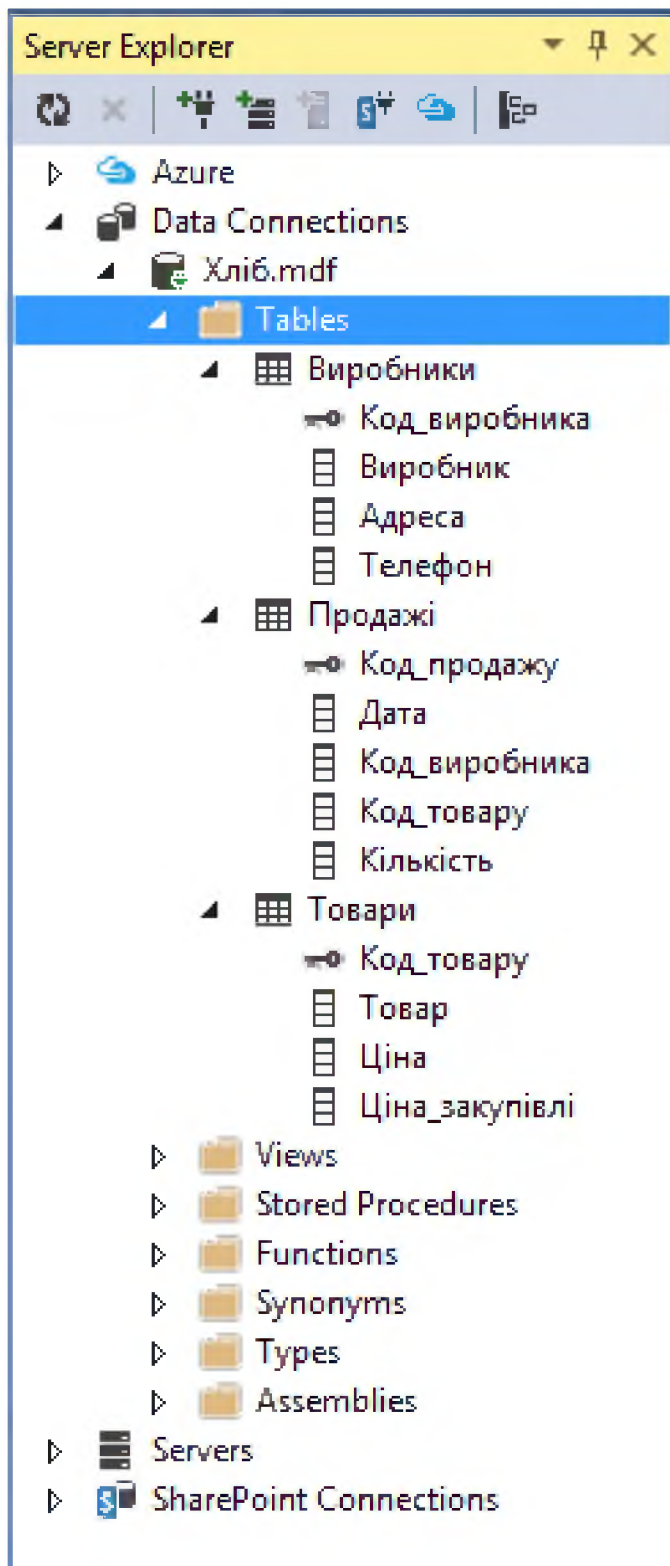 Server Explorer
Azure
Data Connections
Хліб.mdf
Tables
Виробники
Код_виробника
Виробник
Адреса
Телефон
Продажі
Код_продажу
Дата
Код_виробника
Код_товару
Кількість
Товари
Код_товару
Товар
Ціна
Ціна_закупівлі
Views
Stored Procedures
Functions
Synonyms
Types
Assemblies
Servers
SharePoint Connections